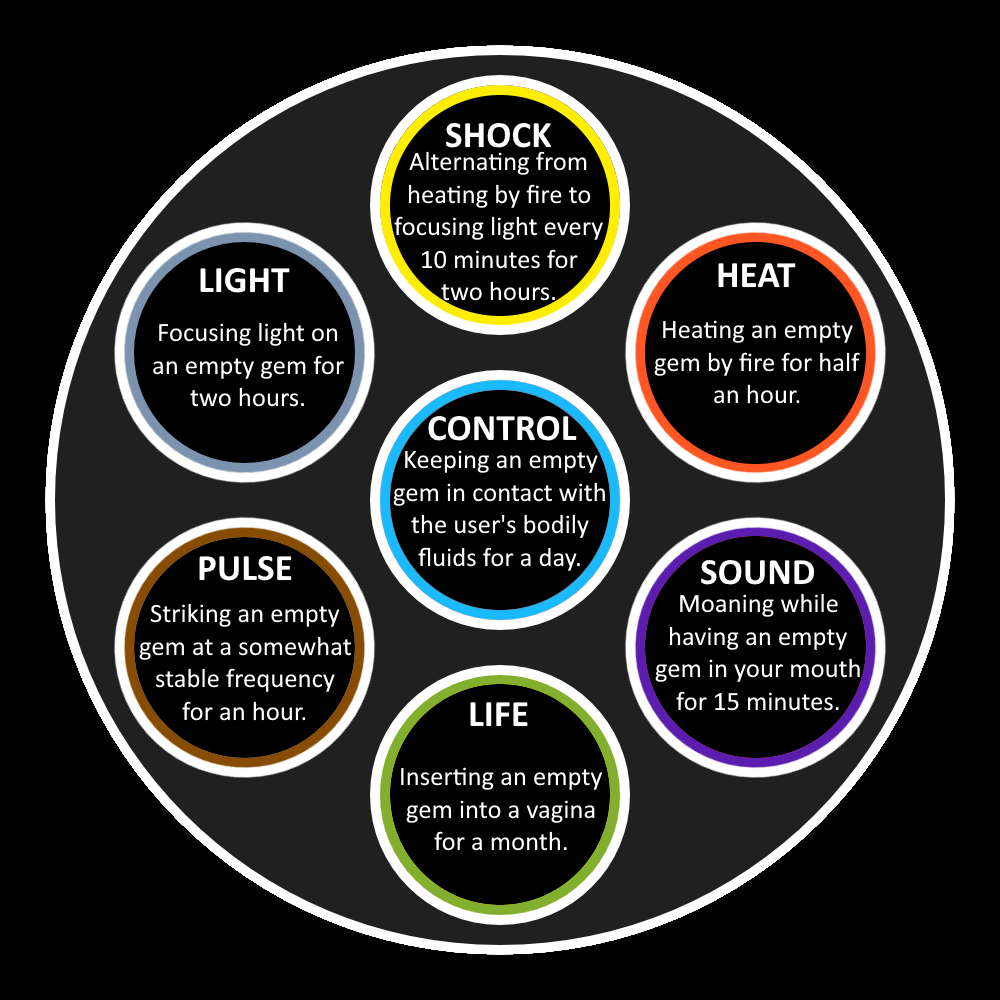 SHOCK
Alternating from
heating by fire to
focusing light every
10 minutes for
two hours.
LIGHT
Focusing light on
an empty gem for
two hours.
HEAT
Heating an empty
gem by fire for half
an hour.
CONTROL
Keeping an empty
gem in contact with
the user's bodily
fluids for a day.
PULSE
Striking an empty
gem at a somewhat
stable frequency
for an hour.
SOUND
Moaning while
having an empty
gem in your mouth
for 15 minutes.
LIFE
Inserting an empty
gem into a vagina
for a month.